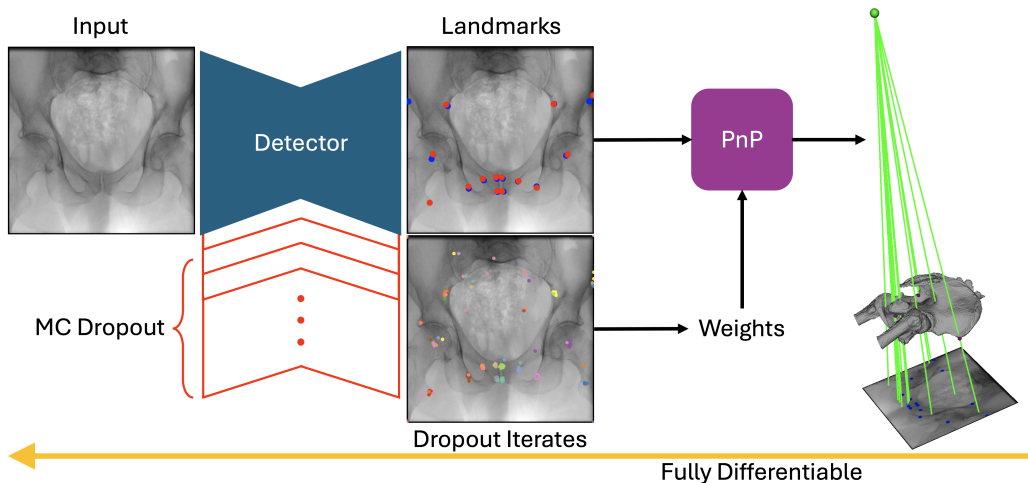 Input
Landmarks
Detector
PnP
MC Dropout
Weights
Dropout Iterates
Fully Differentiable